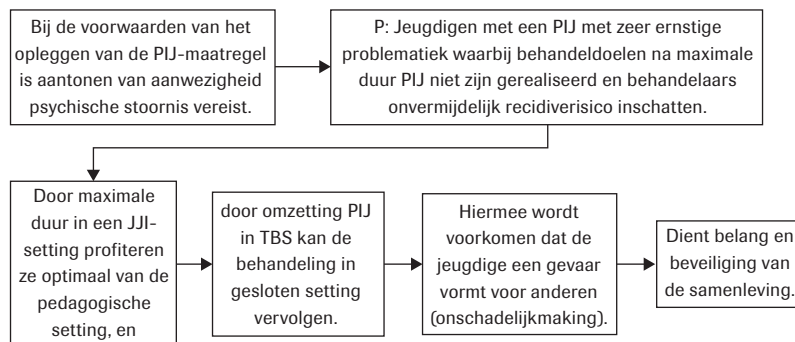 Bij de voorwaarden van het
opleggen van de PIJ-maatregel
is aantonen van aanwezigheid
psychische stoornis vereist.
P: Jeugdigen met een PIJ met zeer ernstige
problematiek waarbij behandeldoelen na maximale
duur PIJ niet zijn gerealiseerd en behandelaars
onvermijdelijk recidiverisico inschatten.
Door maximale
duur in een JJI-
setting profiteren
ze optimaal van de
pedagogische
setting, en
door omzetting PIJ
in TBS kan de
behandeling in
gesloten setting
vervolgen.
Hiermee wordt
voorkomen dat de
jeugdige een gevaar
vormt voor anderen
(onschadelijkmaking).
Dient belang en
beveiliging van
de samenleving.